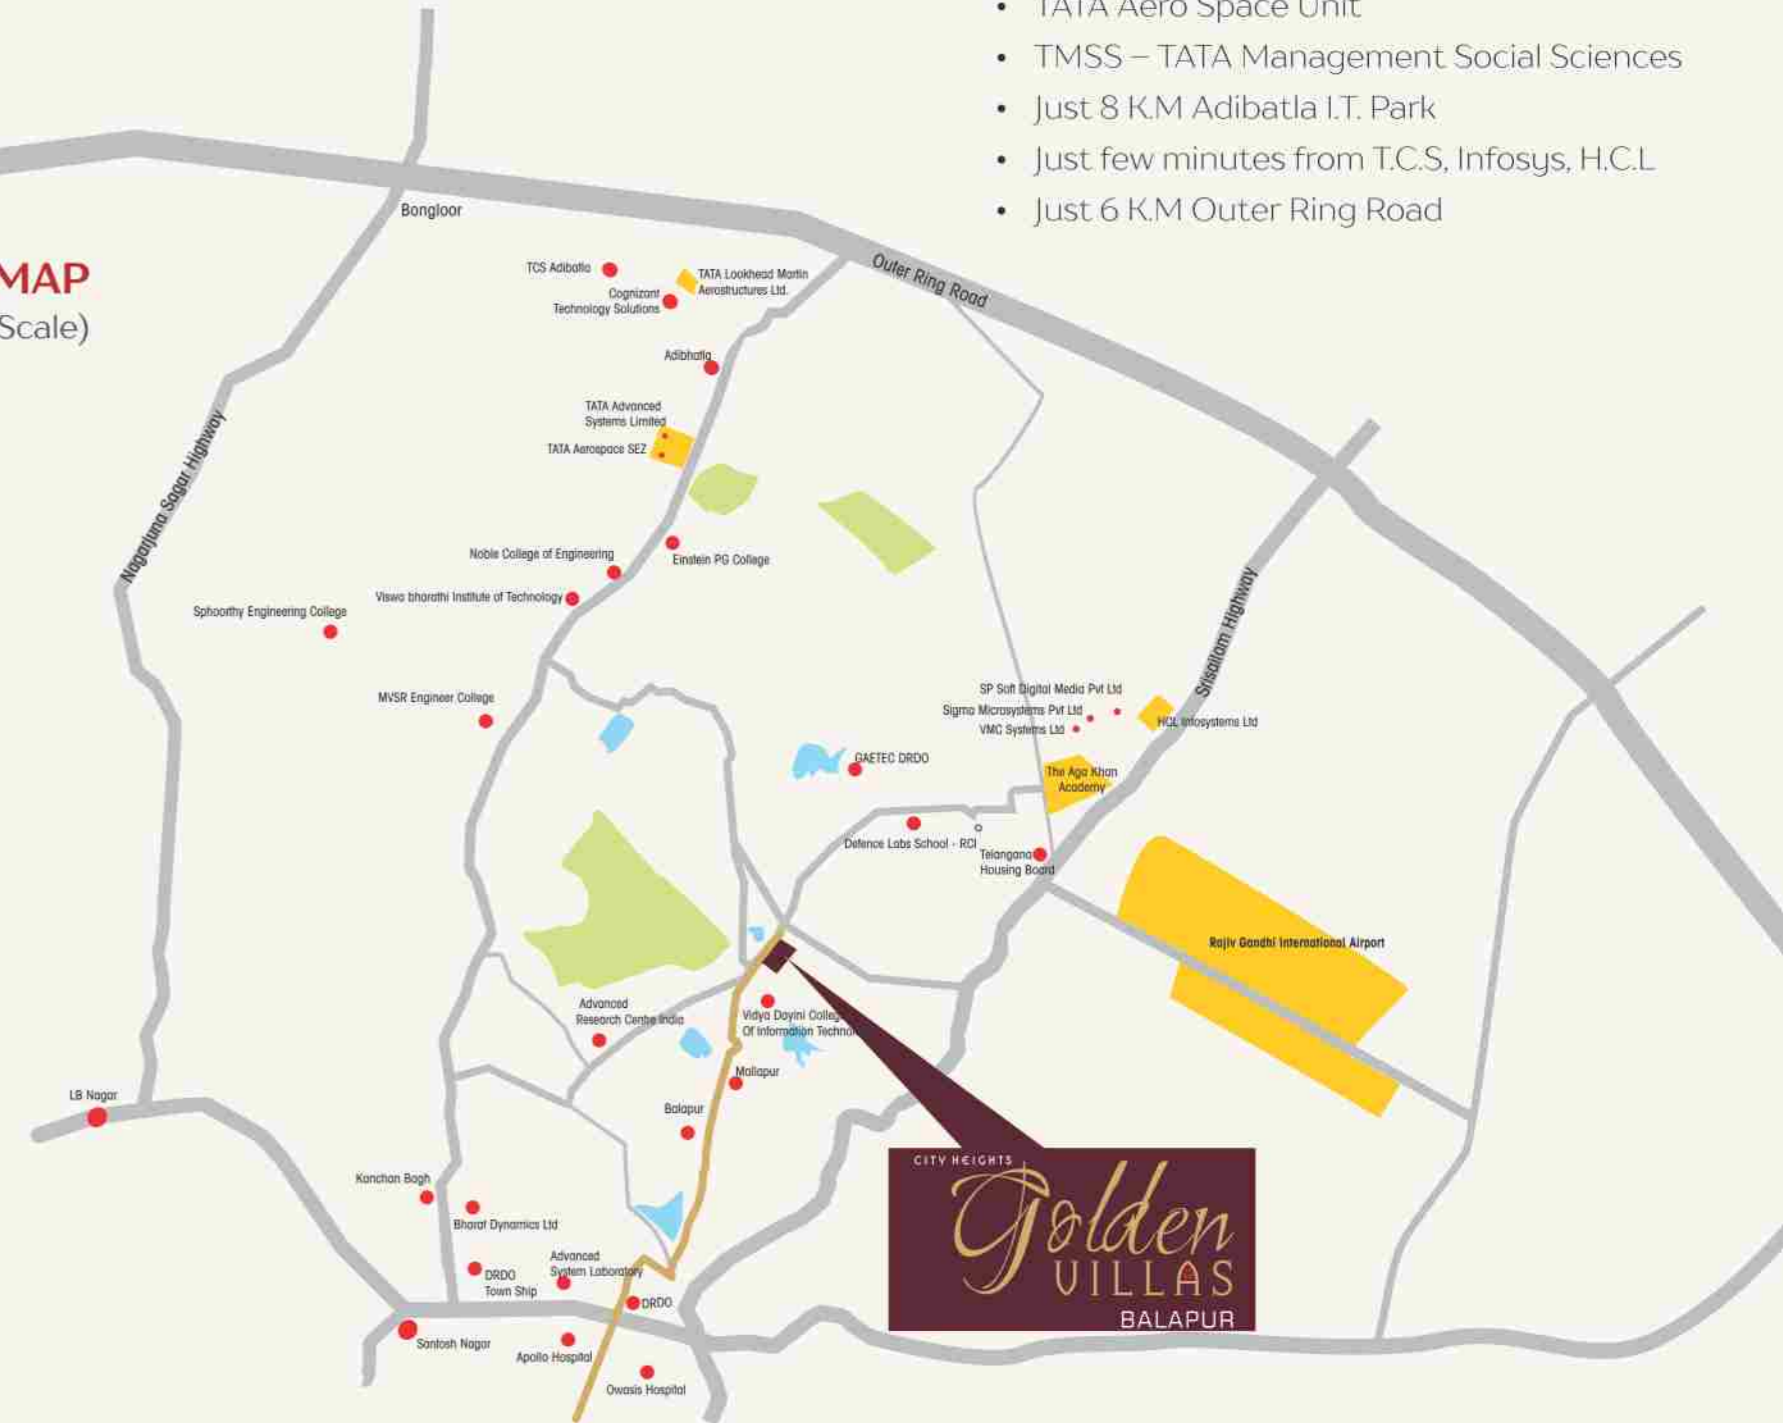 TATA Aero Space Unit
TMSS – TATA Management Social Sciences
Just 8 K.M Adibatla I.T. Park
Just few minutes from T.C.S, Infosys, H.C.L
Just 6 K.M Outer Ring Road
MAP
Scale)
Bongloor
Outer Ring Road
TCS Adibatla
TATA Lookhead Martin
Aerostructures Ltd.
Cognizant
Technology Solutions
Adibhatla
TATA Advanced
Systems Limited
TATA Aerospace SEZ
Nagarjuna Sagar Highway
Noble College of Engineering
Einstein PG College
Viswa bharathi Institute of Technology
Sphoorthy Engineering College
Srisailam Highway
MVSR Engineer College
SP Soft Digital Media Pvt Ltd
Sigma Microsystems Pvt Ltd
VMC Systems Ltd
HCL Infosystems Ltd
GAETEC DRDO
The Aga Khan
Academy
Defence Labs School - RCI
Telangana
Housing Board
Rajiv Gandhi International Airport
Advanced
Research Centre India
Vidya Dayini Colleg
Of Information Techno
Mallapur
LB Nagar
Balapur
Kanchan Bagh
Bharat Dynamics Ltd
Advanced
System Laboratory
DRDO
Town Ship
DRDO
Santosh Nagar
Apollo Hospital
Owasis Hospital
CITY HEIGHTS
Golden
VILLAS
BALAPUR